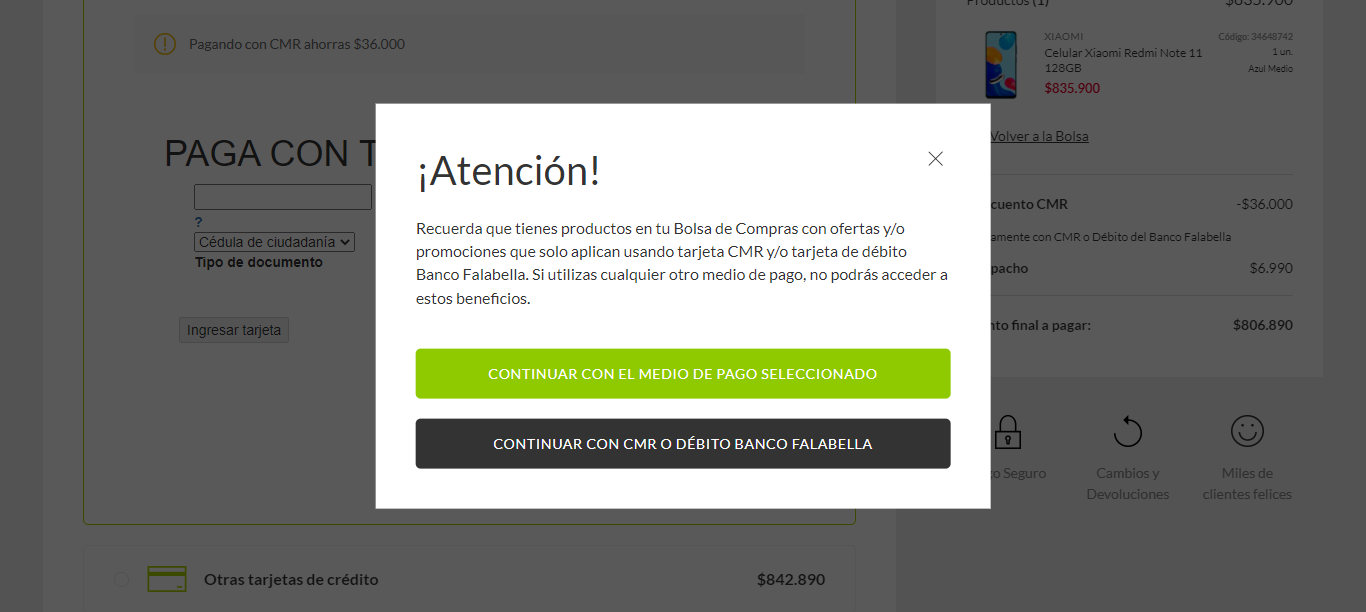 Pagando con CMR ahorras $36.000
PAGA CON T
?
Cédula de ciudadanía
Tipo de documento
Ingresar tarjeta
Otras tarjetas de crédito
$842.890
¡Atención!
Recuerda que tienes productos en tu Bolsa de Compras con ofertas y/o
promociones que solo aplican usando tarjeta CMR y/o tarjeta de débito
Banco Falabella. Si utilizas cualquier otro medio de pago, no podrás acceder a
estos beneficios.
CONTINUAR CON EL MEDIO DE PAGO SELECCIONADO
CONTINUAR CON CMR O DÉBITO BANCO FALABELLA
Productos (1)
$835.900
XIAOMI
Código: 34648742
Celular Xiaomi Redmi Note 11
1 un.
128GB
Azul Medio
$835.900
Volver a la Bolsa
cuento CMR
-$36.000
amente con CMR o Débito del Banco Falabella
pacho
$6.990
nto final a pagar:
$806.890
o Seguro
Cambios y
Devoluciones
Miles de
clientes felices